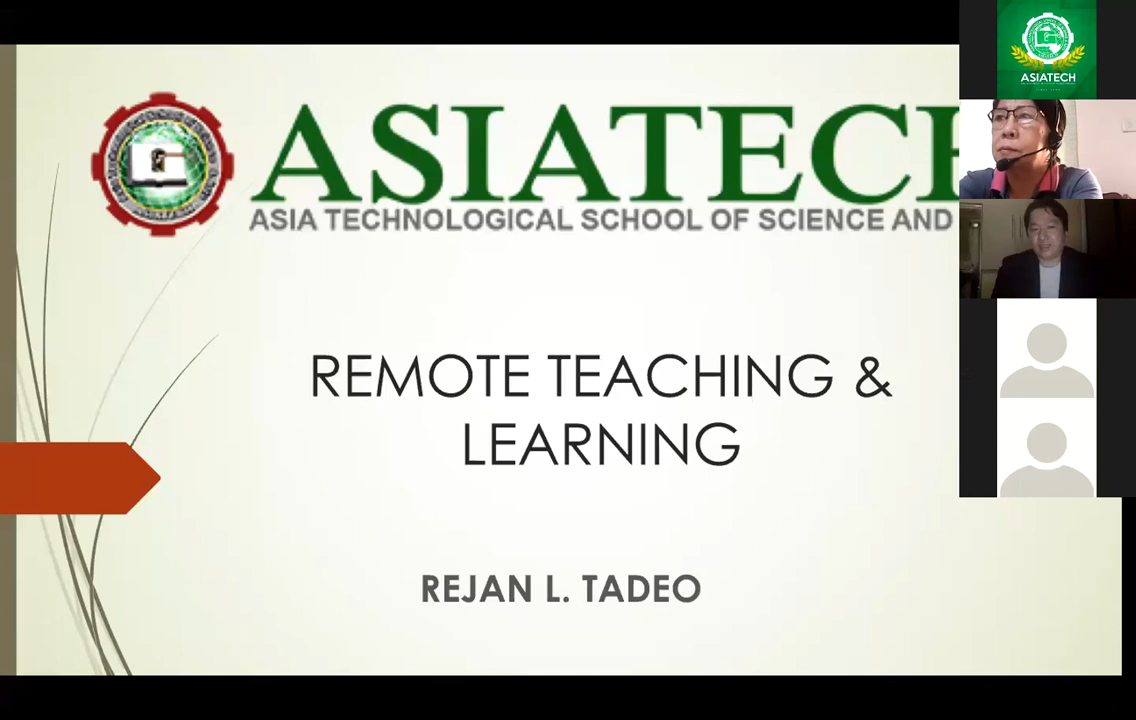 ASIATECH
ASIA TECHNOLOGICAL SCHOOL OF SCIENCE AND
REMOTE TEACHING &
LEARNING
REJAN L. TADEO
ASIATECH